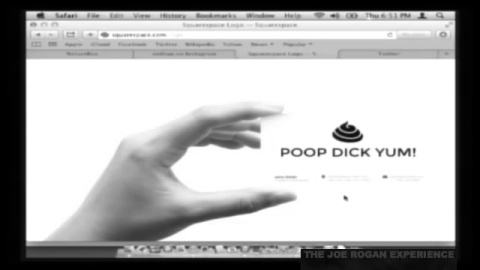 Safari File Edit View History Bookmarks Window Help Thu 6:51 PM
Squarespace Logo
squarespace.com
Apple iCloud Facebook Twitter Wikipedia Yahoo News Popular
Squarespace Logo Twitter
POOP DICK YUM!
THE JOE ROGAN EXPERIENCE